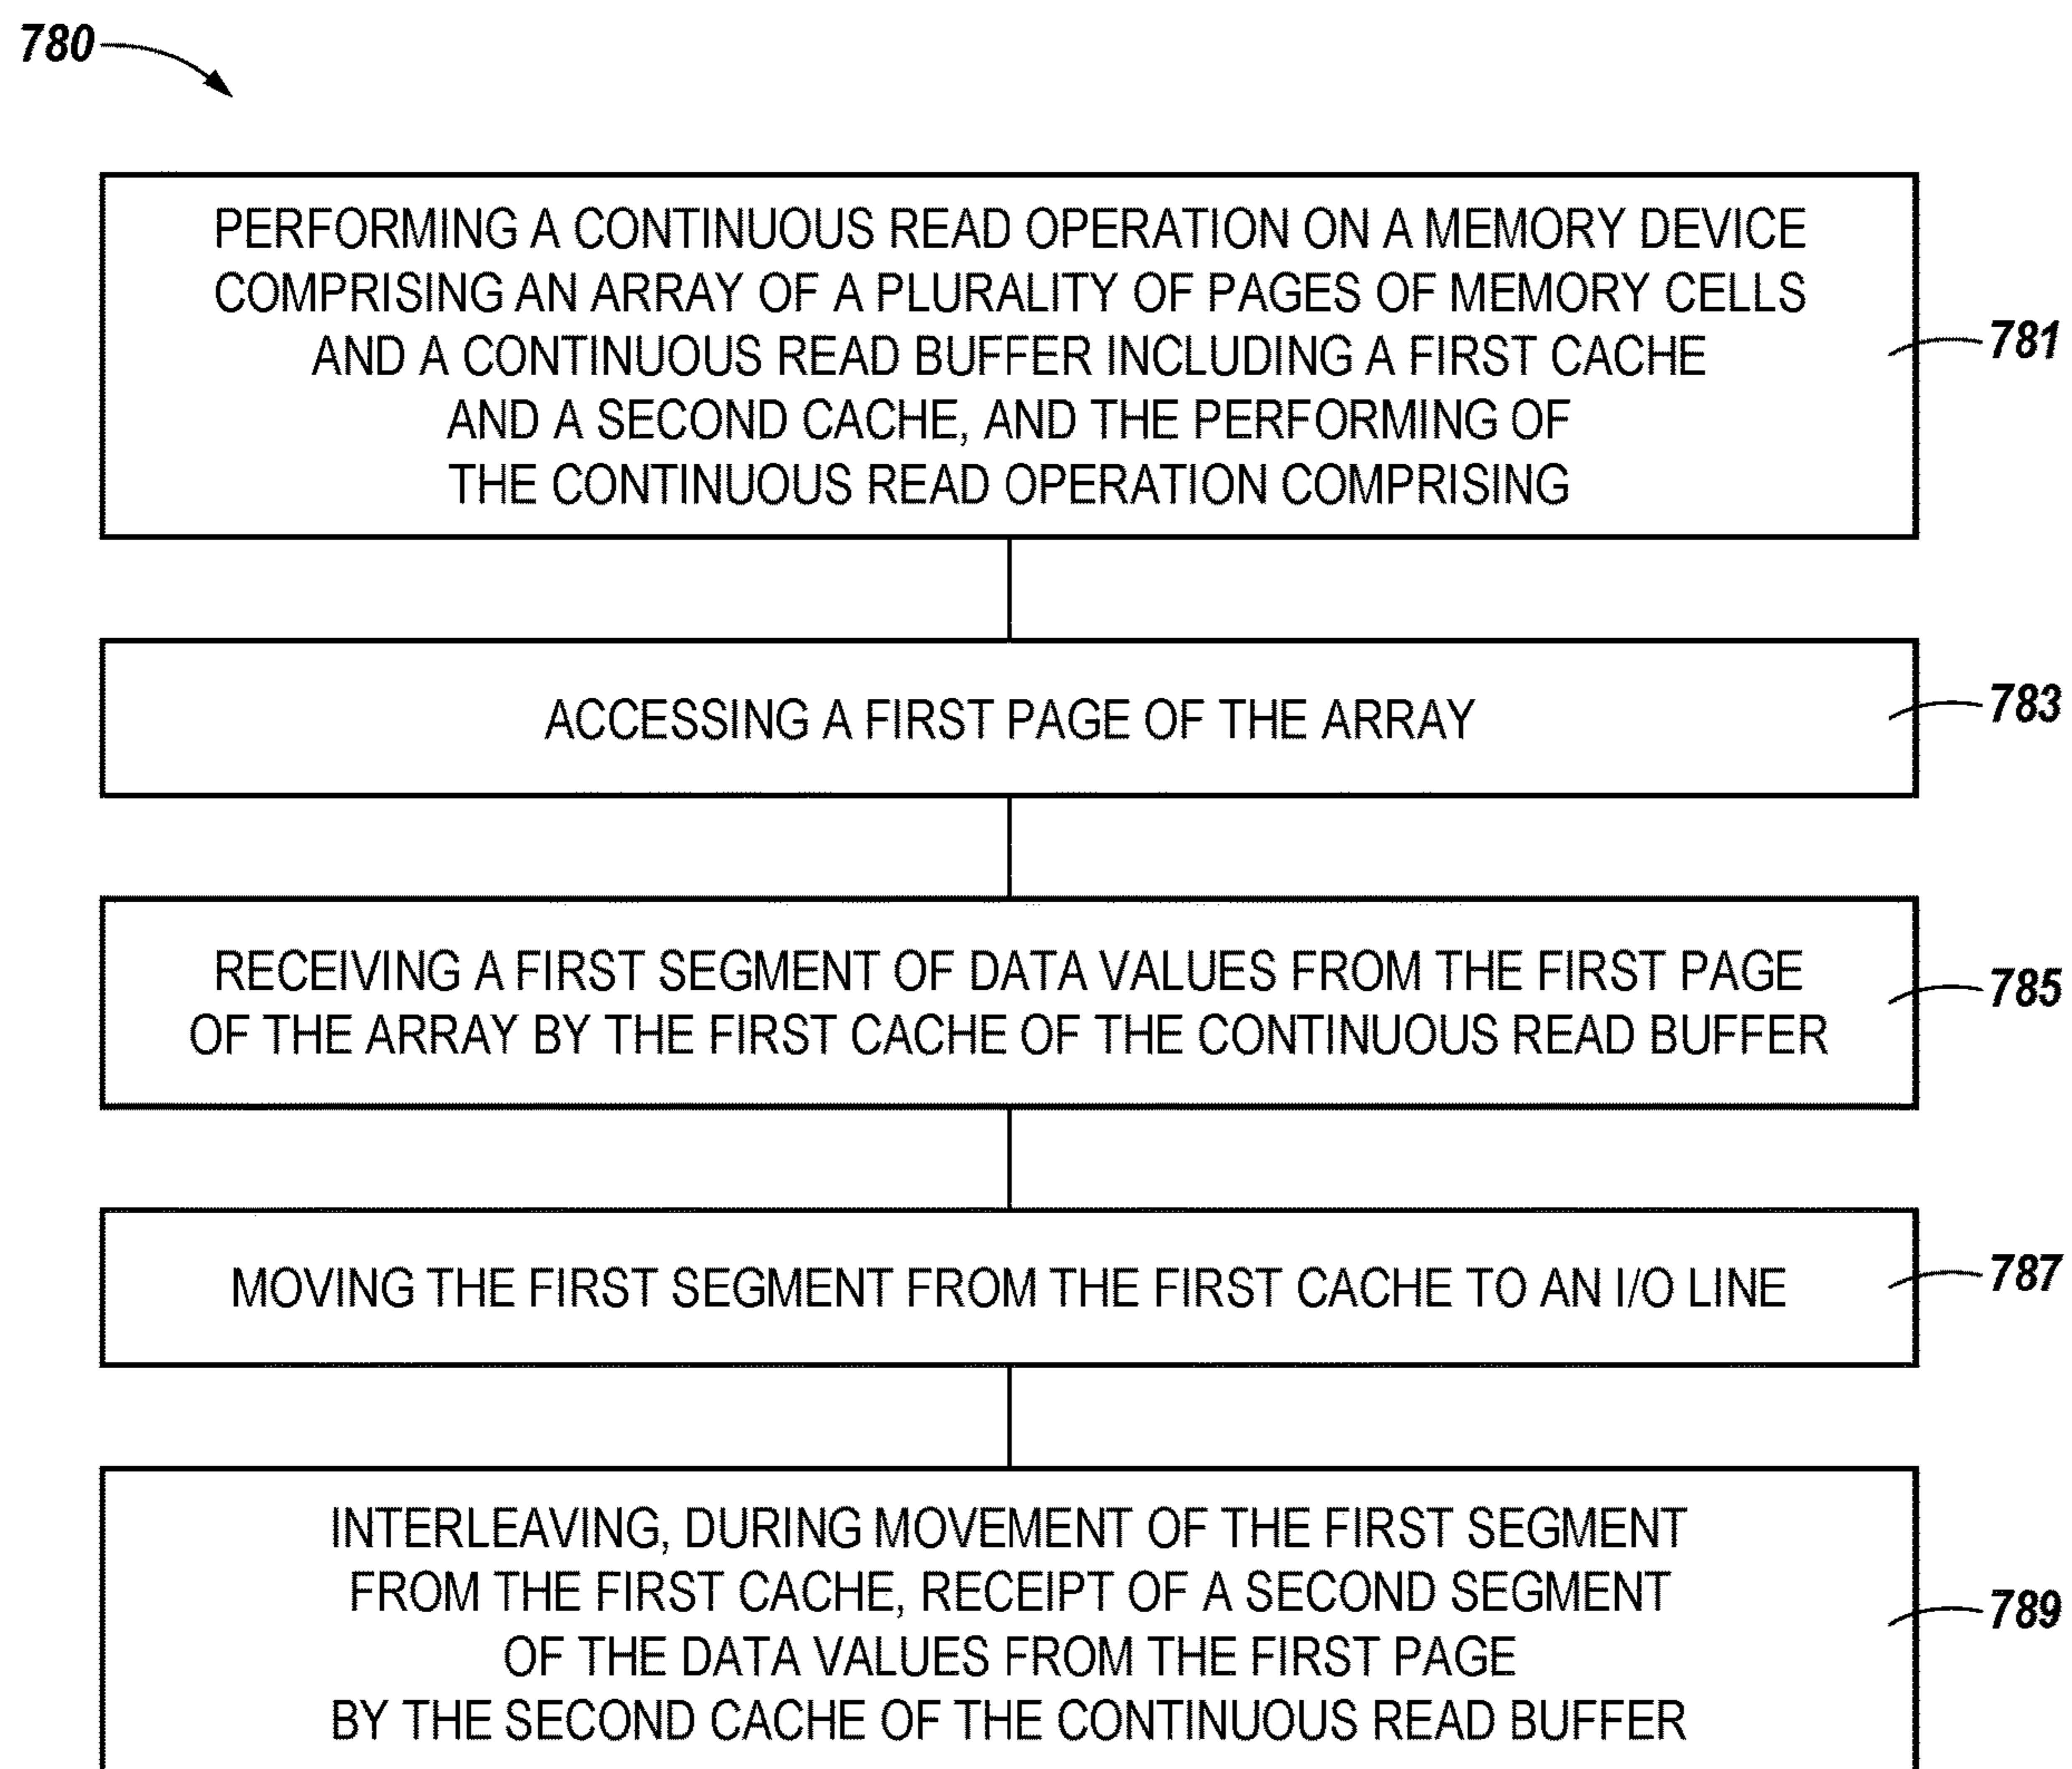 780
PERFORMING A CONTINUOUS READ OPERATION ON A MEMORY DEVICE
COMPRISING AN ARRAY OF A PLURALITY OF PAGES OF MEMORY CELLS
AND A CONTINUOUS READ BUFFER INCLUDING A FIRST CACHE
AND A SECOND CACHE, AND THE PERFORMING OF
THE CONTINUOUS READ OPERATION COMPRISING
781
ACCESSING A FIRST PAGE OF THE ARRAY
783
RECEIVING A FIRST SEGMENT OF DATA VALUES FROM THE FIRST PAGE
OF THE ARRAY BY THE FIRST CACHE OF THE CONTINUOUS READ BUFFER
785
MOVING THE FIRST SEGMENT FROM THE FIRST CACHE TO AN I/O LINE
787
INTERLEAVING, DURING MOVEMENT OF THE FIRST SEGMENT
FROM THE FIRST CACHE, RECEIPT OF A SECOND SEGMENT
OF THE DATA VALUES FROM THE FIRST PAGE
BY THE SECOND CACHE OF THE CONTINUOUS READ BUFFER
789